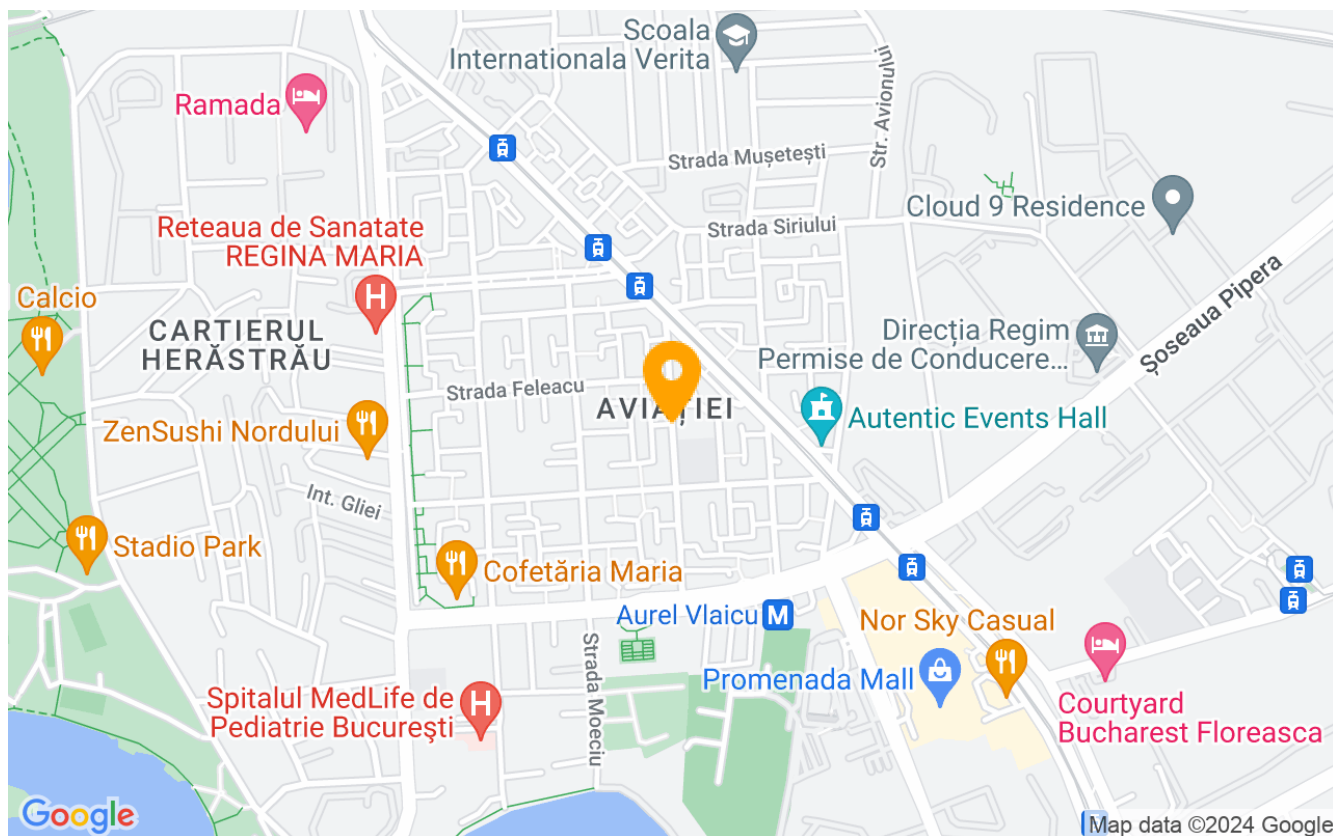 Scoala
Internationala Verita
Ramada
Str. Avionului
Strada Mușetești
Cloud 9 Residence
Strada Siriului
Reteaua de Sanatate
REGINA MARIA
H
Calcio
CARTIERUL
HERĂSTRĂU
Șoseaua Pipera
Direcția Regim
Permise de Conducere...
Strada Feleacu
AVIAȚIEI
Autentic Events Hall
ZenSushi Nordului
Int. Gliei
Stadio Park
Cofetăria Maria
Aurel Vlaicu M
Nor Sky Casual
Strada Moeciu
Promenada Mall
Spitalul MedLife de
Pediatrie Bucureşti
H
Courtyard
Bucharest Floreasca
Google
Map data ©2024 Google